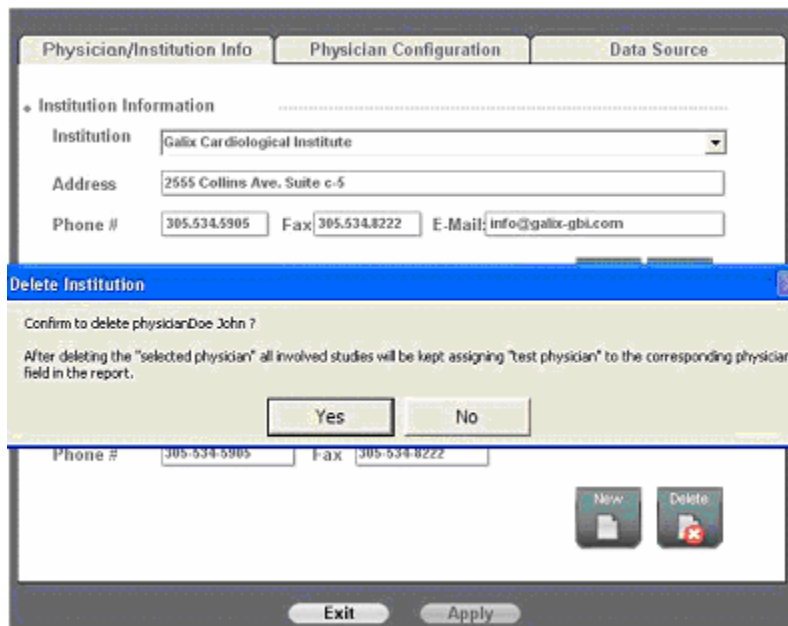 Physician/Institution Info Physician Configuration Data Source
Institution Information
Institution Galix Cardiological Institute
Address 2555 Collins Ave. Suite c-5
Phone # 305.534.5905 Fax 305.534.8222 E-Mail: info@galix-gbi.com
Delete Institution
Confirm to delete physicianDoe John ?
After deleting the "selected physician" all involved studies will be kept assigning "test physician" to the corresponding physician
field in the report.
Yes No
Phone # 305-534-5905 Fax 305-534-8222
New Delete
Exit Apply